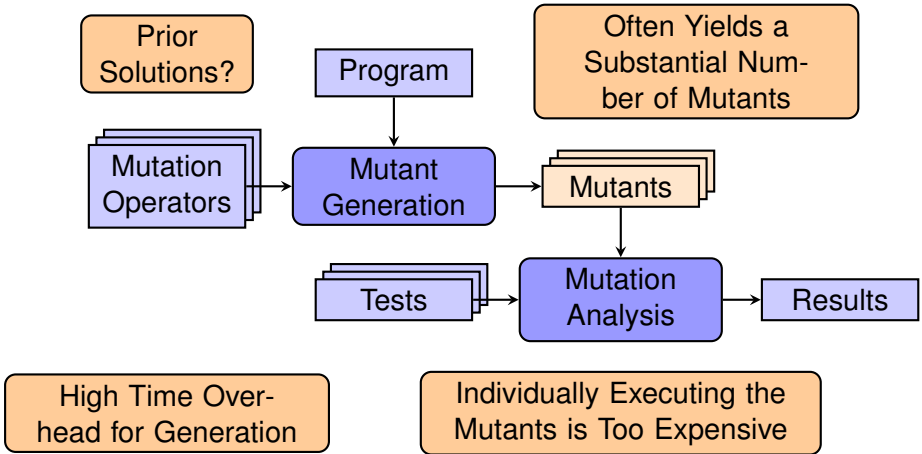 Prior
Solutions?
Often Yields a
Substantial Num-
ber of Mutants
Program
Mutation
Operators
Mutant
Generation
Mutants
Tests
Mutation
Analysis
Results
High Time Over-
head for Generation
Individually Executing the
Mutants is Too Expensive